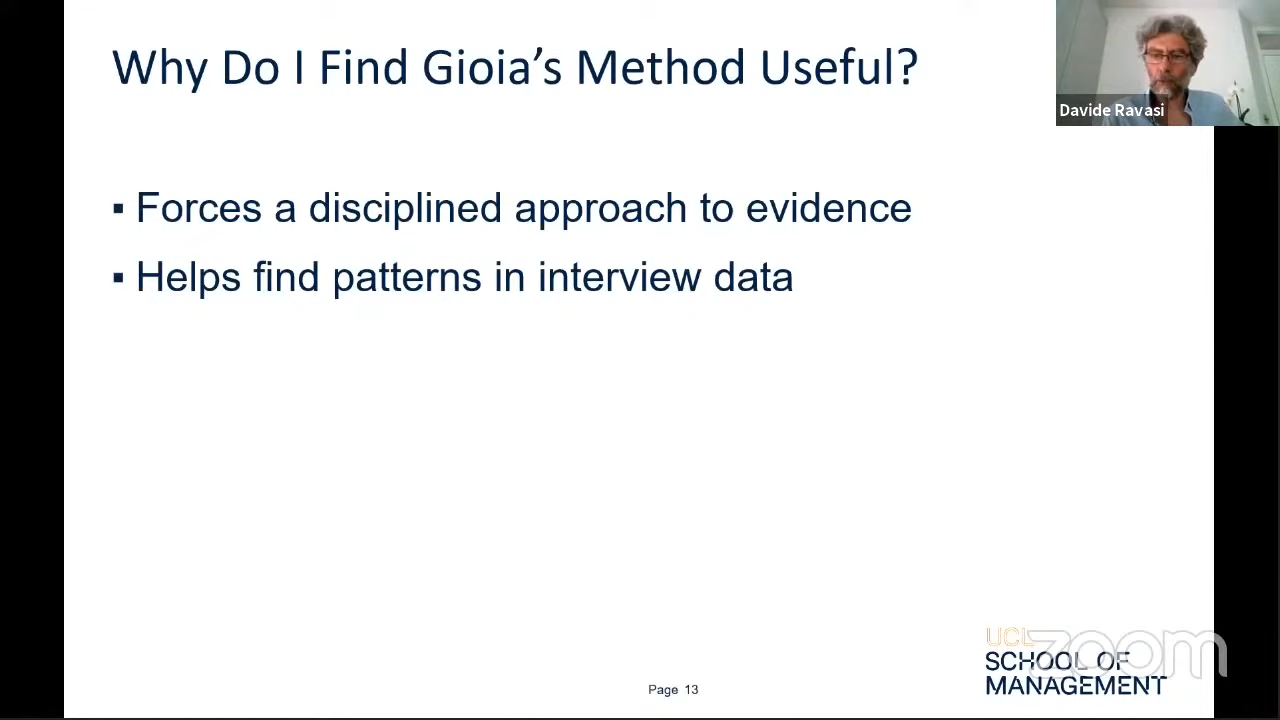 Why Do I Find Gioia's Method Useful?
Davide Ravasi
▪ Forces a disciplined approach to evidence
▪ Helps find patterns in interview data
UCL
zoom
SCHOOL OF
MANAGEMENT
Page 13